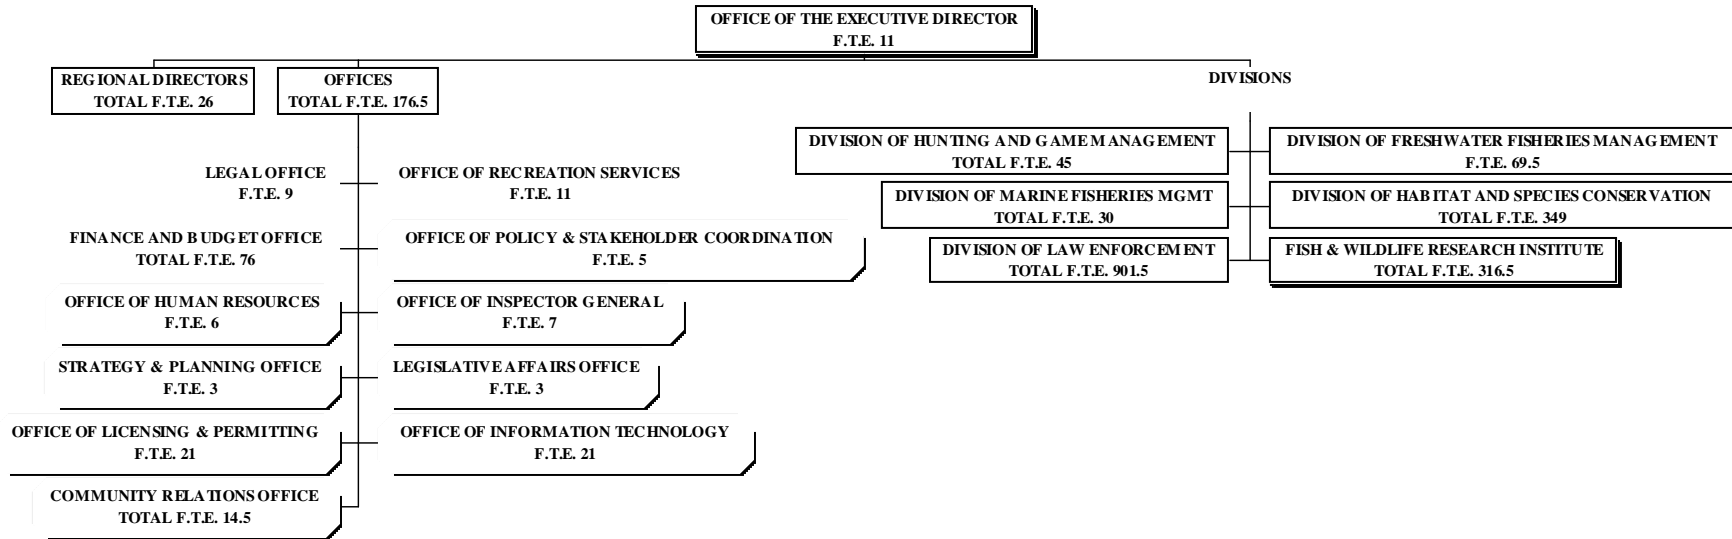 OFFICE OF THE EXECUTIVE DIRECTOR
F.T.E. 11
REGIONAL DIRECTORS
TOTAL F.T.E. 26
OFFICES
TOTAL F.T.E. 176.5
DIVISIONS
LEGAL OFFICE
F.T.E. 9
OFFICE OF RECREATION SERVICES
F.T.E. 11
FINANCE AND BUDGET OFFICE
TOTAL F.T.E. 76
OFFICE OF POLICY & STAKEHOLDER COORDINATION
F.T.E. 5
OFFICE OF HUMAN RESOURCES
F.T.E. 6
OFFICE OF INSPECTOR GENERAL
F.T.E. 7
STRATEGY & PLANNING OFFICE
F.T.E. 3
LEGISLATIVE AFFAIRS OFFICE
F.T.E. 3
OFFICE OF LICENSING & PERMITTING
F.T.E. 21
OFFICE OF INFORMATION TECHNOLOGY
F.T.E. 21
COMMUNITY RELATIONS OFFICE
TOTAL F.T.E. 14.5
DIVISION OF HUNTING AND GAME MANAGEMENT
TOTAL F.T.E. 45
DIVISION OF FRESHWATER FISHERIES MANAGEMENT
F.T.E. 69.5
DIVISION OF MARINE FISHERIES MGMT
TOTAL F.T.E. 30
DIVISION OF HABITAT AND SPECIES CONSERVATION
TOTAL F.T.E. 349
DIVISION OF LAW ENFORCEMENT
TOTAL F.T.E. 901.5
FISH & WILDLIFE RESEARCH INSTITUTE
TOTAL F.T.E. 316.5